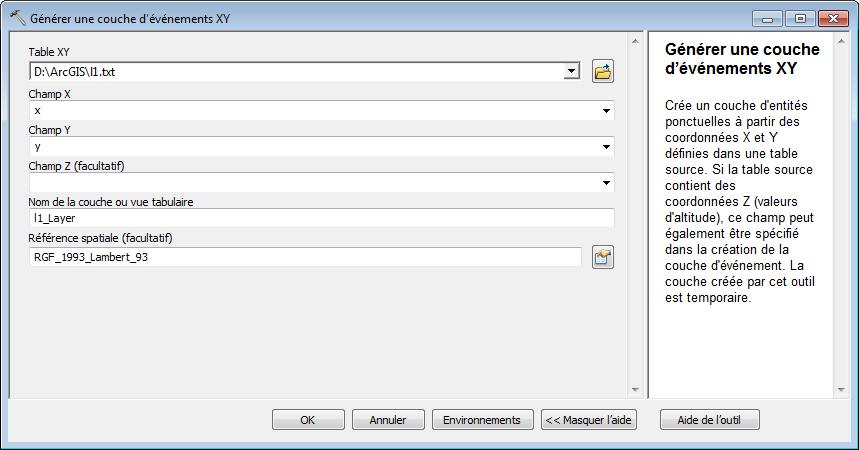 Générer une couche d'événements XY
Table XY
D:\ArcGIS\l1.txt
Champ X
x
Champ Y
y
Champ Z (facultatif)
Nom de la couche ou vue tabulaire
l1_Layer
Référence spatiale (facultatif)
RGF_1993_Lambert_93
OK
Annuler
Environnements
<< Masquer l'aide
Générer une couche
d'événements XY
Crée un couche d'entités
ponctuelles à partir des
coordonnées X et Y
définies dans une table
source. Si la table source
contient des
coordonnées Z (valeurs
d'altitude), ce champ peut
également être spécifié
dans la création de la
couche d'événement. La
couche créée par cet outil
est temporaire.
Aide de l'outil